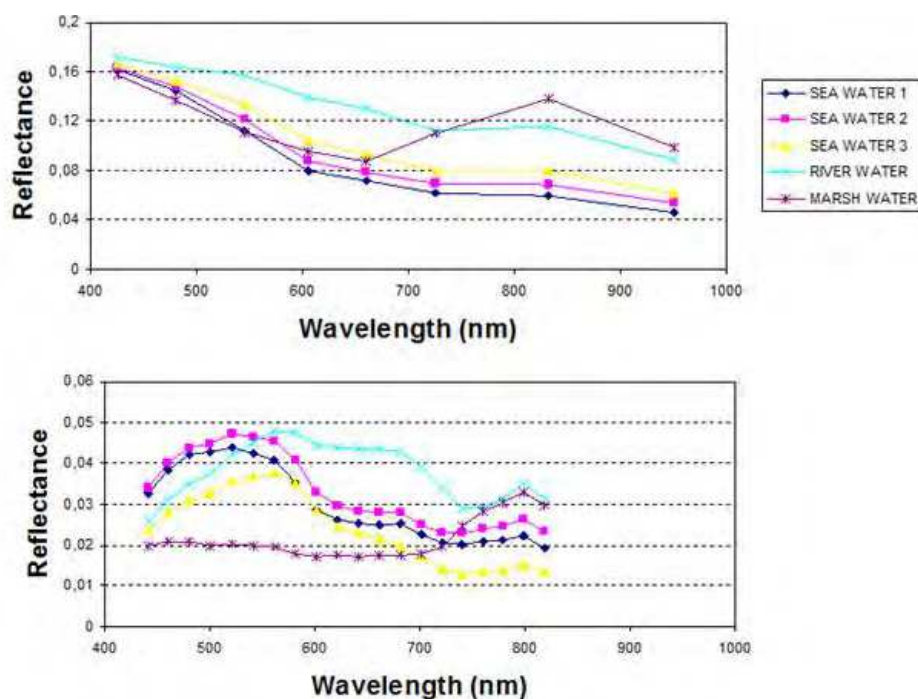 0,2
0,16
0,12
0,08
0,04
0
Reflectance
400 500 600 700 800 900 1000
Wavelength (nm)
SEA WATER 1
SEA WATER 2
SEA WATER 3
RIVER WATER
MARSH WATER
0,06
0,05
0,04
0,03
0,02
0,01
0
Reflectance
400 500 600 700 800 900 1000
Wavelength (nm)